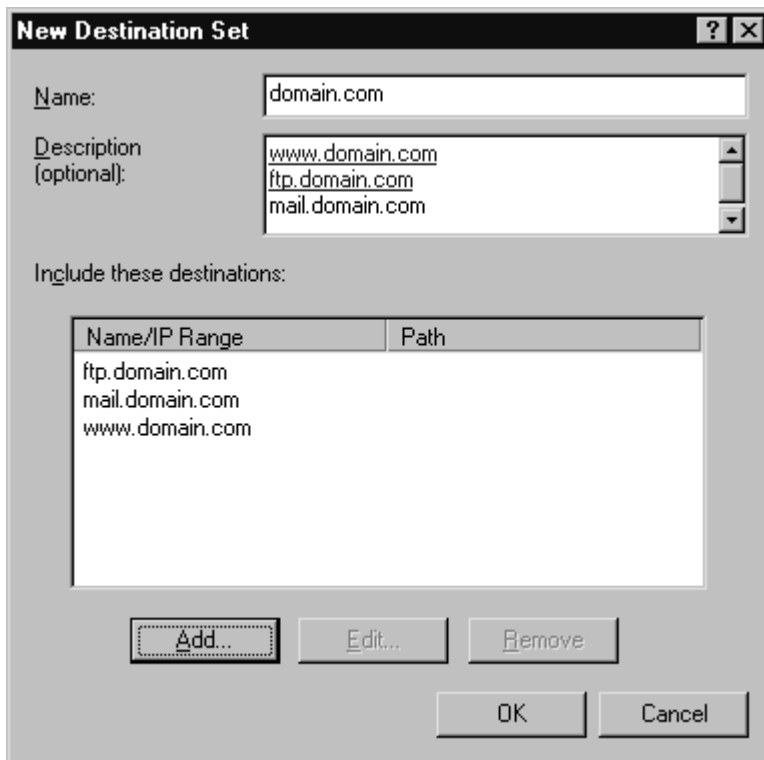 New Destination Set
Name: domain.com
Description (optional):
www.domain.com
ftp.domain.com
mail.domain.com
Include these destinations:
Name/IP Range Path
ftp.domain.com
mail.domain.com
www.domain.com
Add... Edit... Remove
OK Cancel